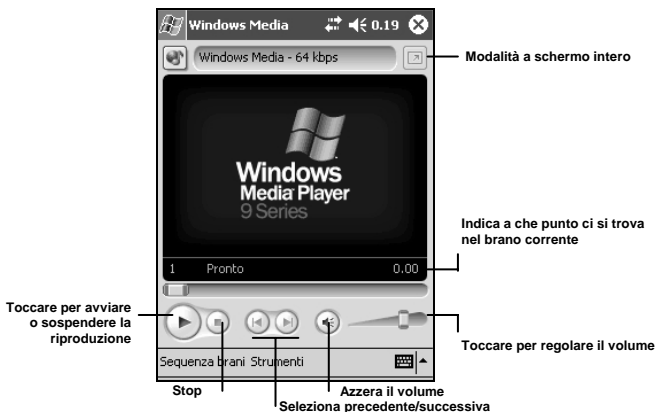 Windows Media 0.19
Windows Media - 64 kbps
Modalità a schermo intero
Windows
Media Player
9 Series
Indica a che punto ci si trova
nel brano corrente
1 Pronto 0.00
Toccare per avviare
o sospendere la
riproduzione
Toccare per regolare il volume
Sequenza brani Strumenti
Stop
Azzera il volume
Seleziona precedente/successiva